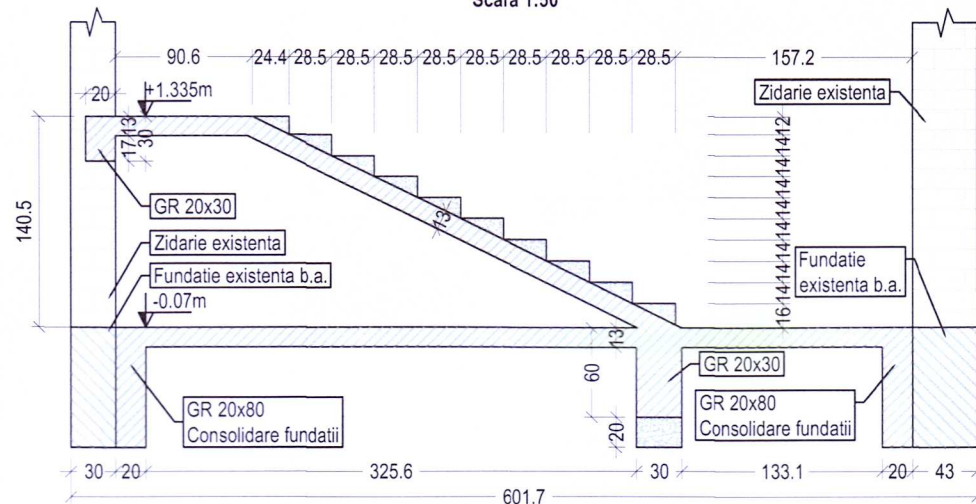 Scara 1:50
90.6 24.4 28.5 28.5 28.5 28.5 28.5 28.5 28.5 28.5 28.5 157.2
20
+1.335m
Zidarie existenta
13
17
30
12
14
14
14
14
14
14
14
14
16
GR 20x30
13
140.5
Zidarie existenta
Fundatie existenta b.a.
Fundatie
existenta b.a.
-0.07m
13
60
GR 20x30
GR 20x80
Consolidare fundatii
GR 20x80
Consolidare fundatii
20
30 20 325.6 30 133.1 20 43
601.7